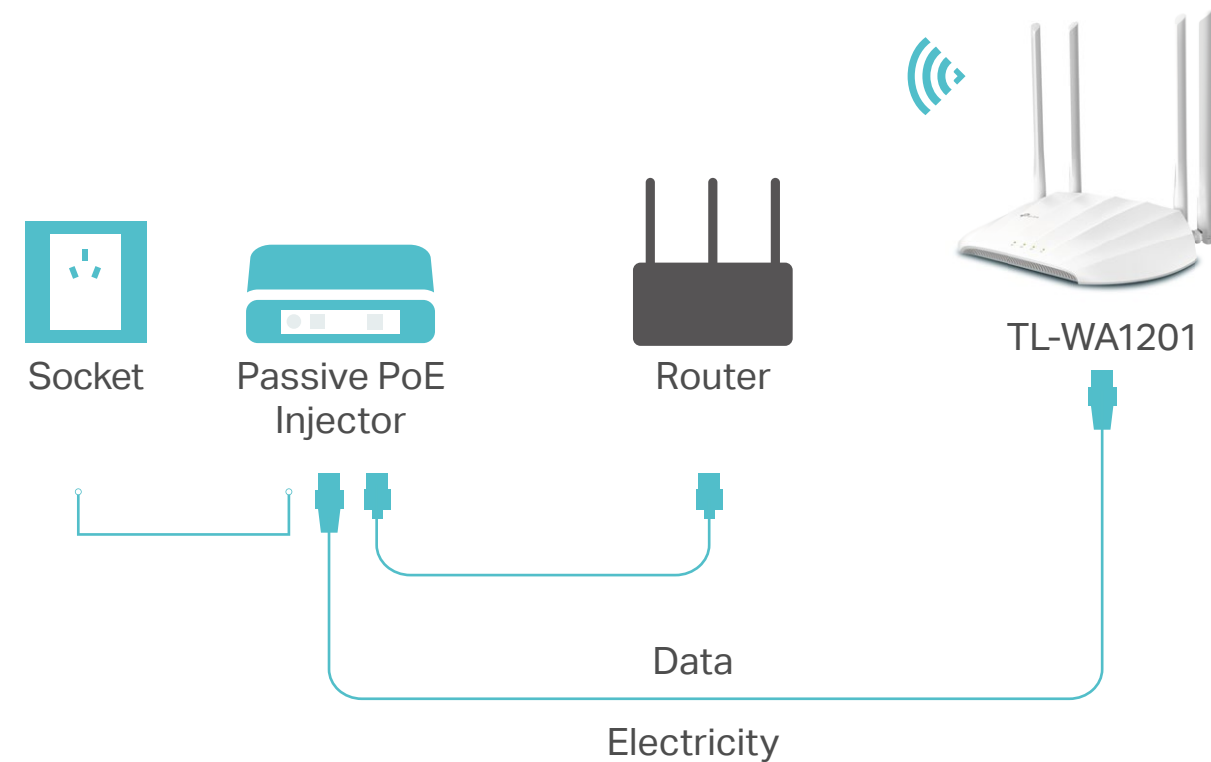 Socket
Passive PoE
Injector
Router
TL-WA1201
Data
Electricity